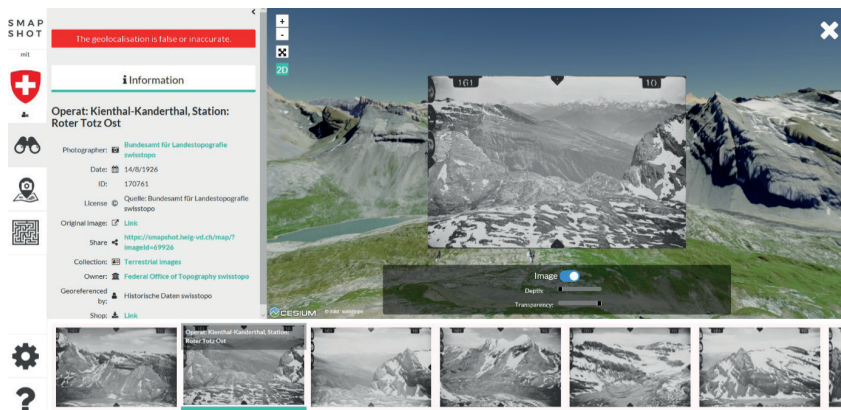 SMAP
SHOT
mit
The geolocalisation is false or inaccurate.
Information
Operat: Kienthal-Kanderthal, Station:
Roter Totz Ost
Photographer: Bundesamt für Landestopografie
swisstopo
Date: 14/8/1926
ID: 170761
License © Quelle: Bundesamt für Landestopografie
swisstopo
Original image: Link
Share https://smapshot.heig-vd.ch/map/?
imageId=69926
Collection: Terrestrial images
Owner: Federal Office of Topography swisstopo
Georeferenced
by: Historische Daten swisstopo
Shop: Link
+
-
2D
161
10
Image
Depth:
Transparency:
CESIUM
Operat: Kienthal-Kanderthal, Station:
Roter Totz Ost
?